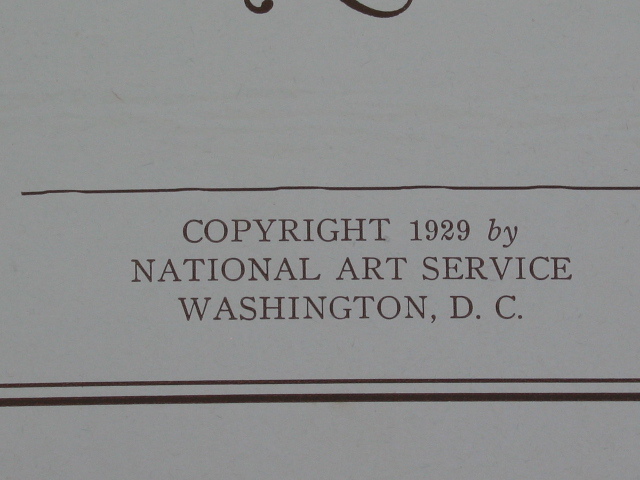 COPYRIGHT 1929 by
NATIONAL ART SERVICE
WASHINGTON, D. C.